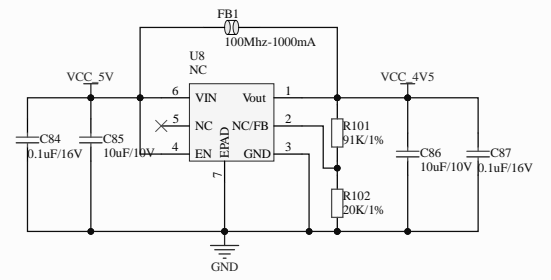 FB1
100Mhz-1000mA
U8
NC
VCC_5V
VCC_4V5
6 VIN Vout 1
5 NC NC/FB 2
4 EN EPAD GND 3
7
C84
0.1uF/16V
C85
10uF/10V
R101
91K/1%
R102
20K/1%
C86
10uF/10V
C87
0.1uF/16V
GND